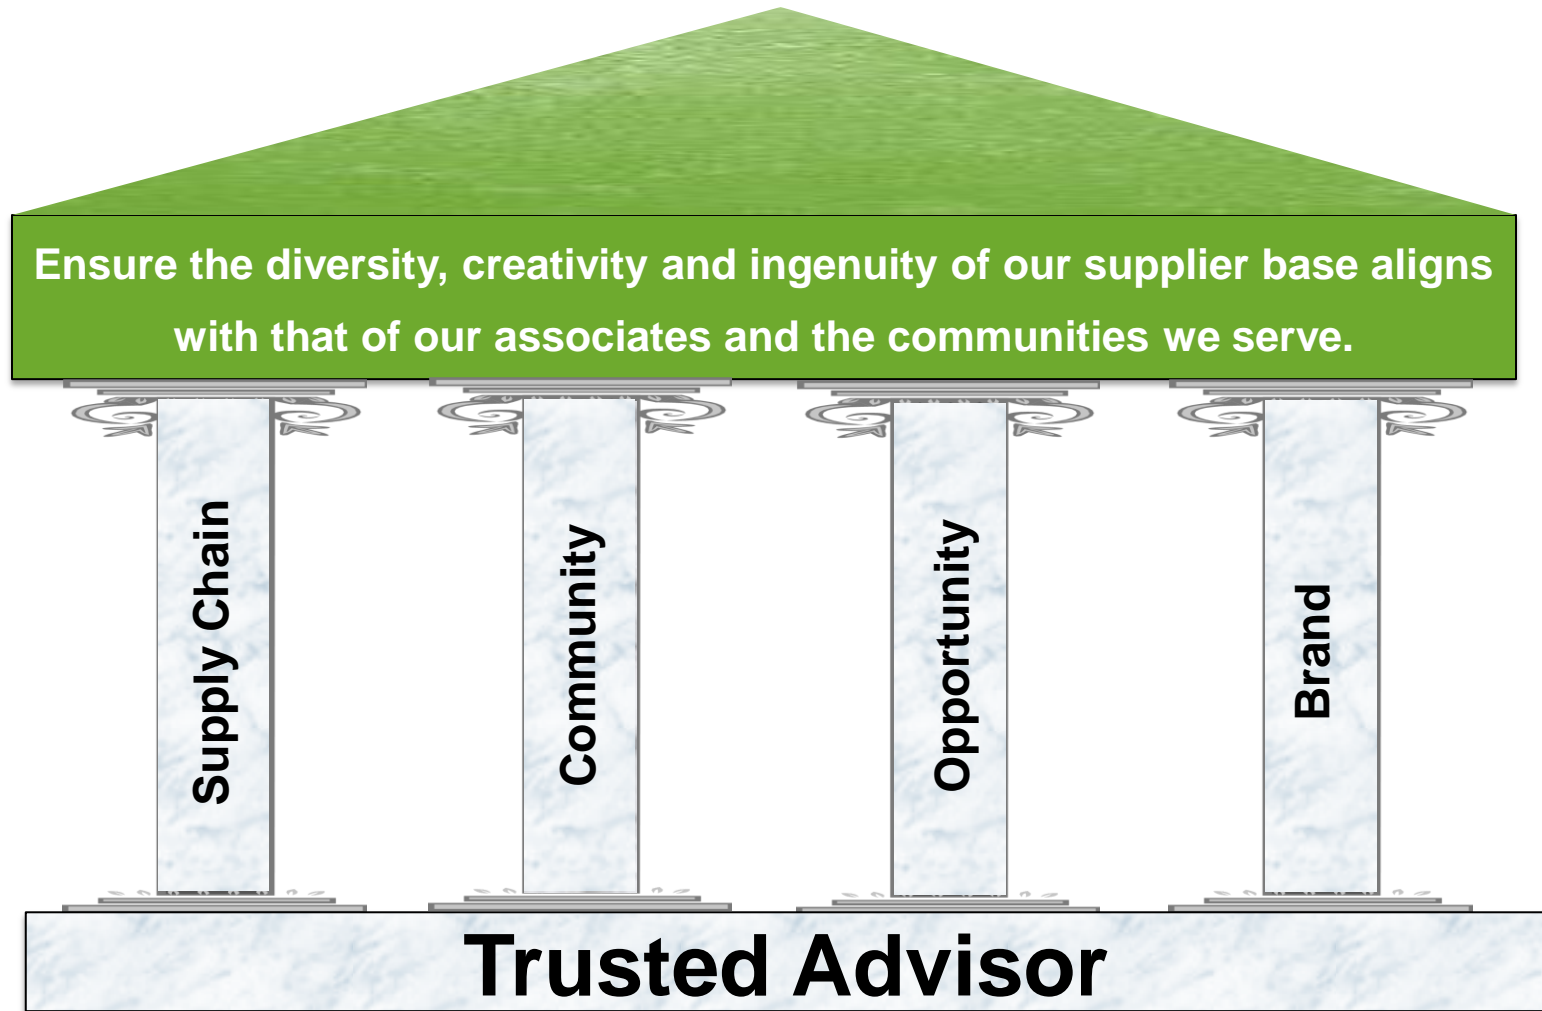 Ensure the diversity, creativity and ingenuity of our supplier base aligns
with that of our associates and the communities we serve.
Supply Chain
Community
Opportunity
Brand
Trusted Advisor